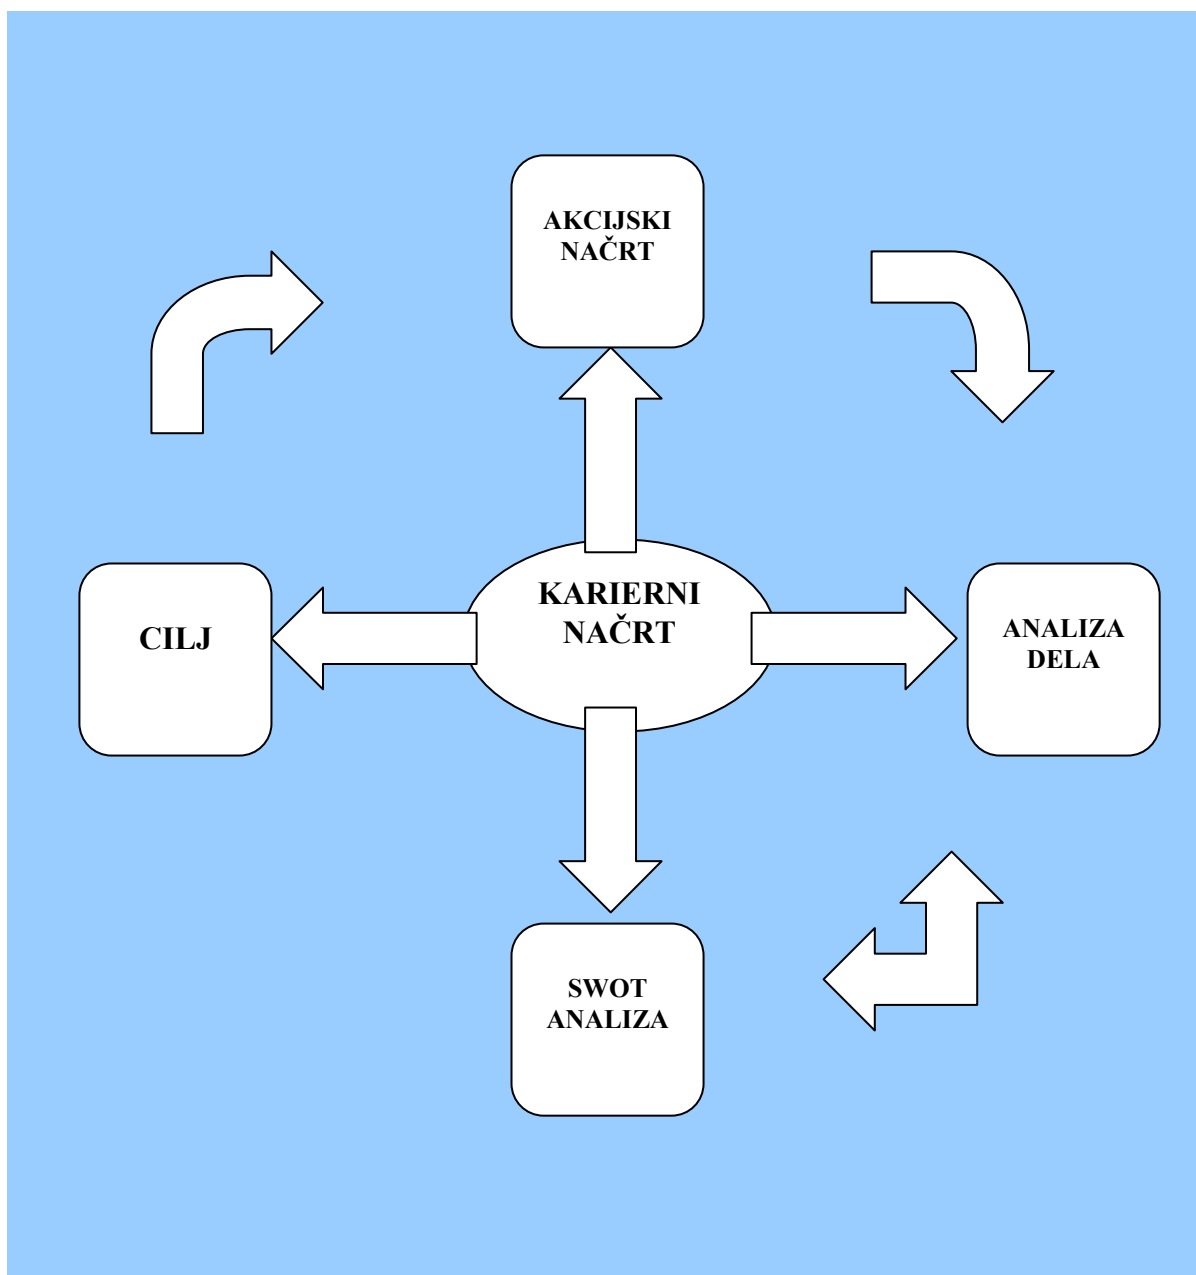 AKCIJSKI
NAČRT
KARIERNI
NAČRT
CILJ
ANALIZA
DELA
SWOT
ANALIZA